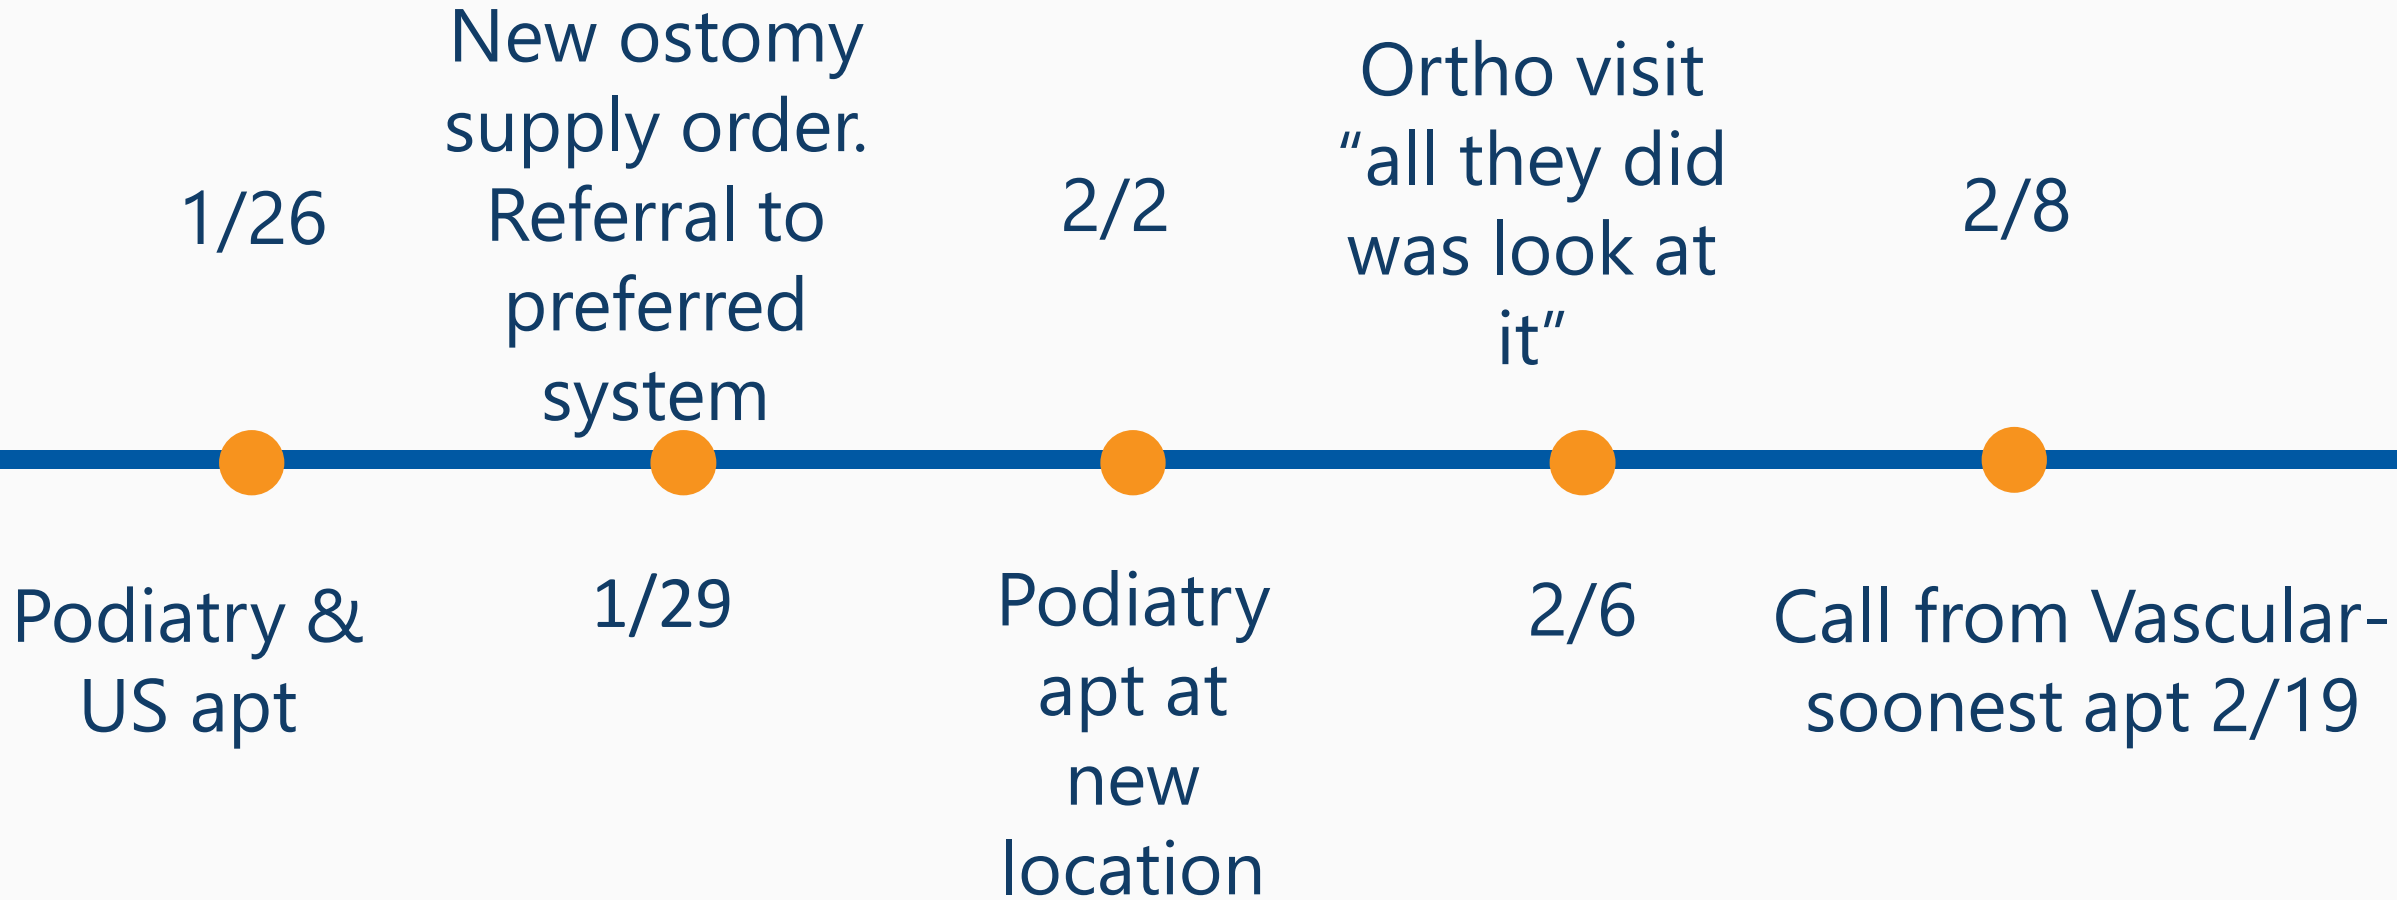 1/26
Podiatry &
US apt
New ostomy
supply order.
Referral to
preferred
system
1/29
2/2
Podiatry
apt at
new
location
Ortho visit
“all they did
was look at
it”
2/6
2/8
Call from Vascular-
soonest apt 2/19